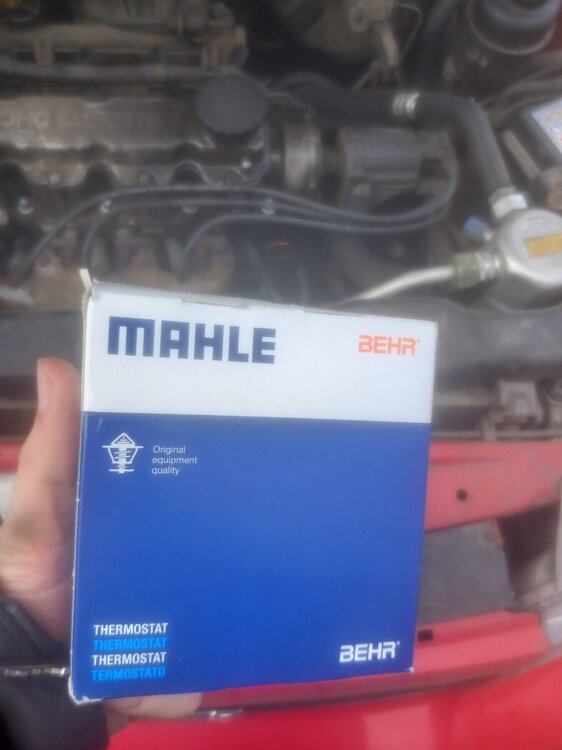 MAHLE
BEHR®
Original
equipment
quality
THERMOSTAT
THERMOSTAT
THERMOSTAT
TERMOSTATO
BEHR®